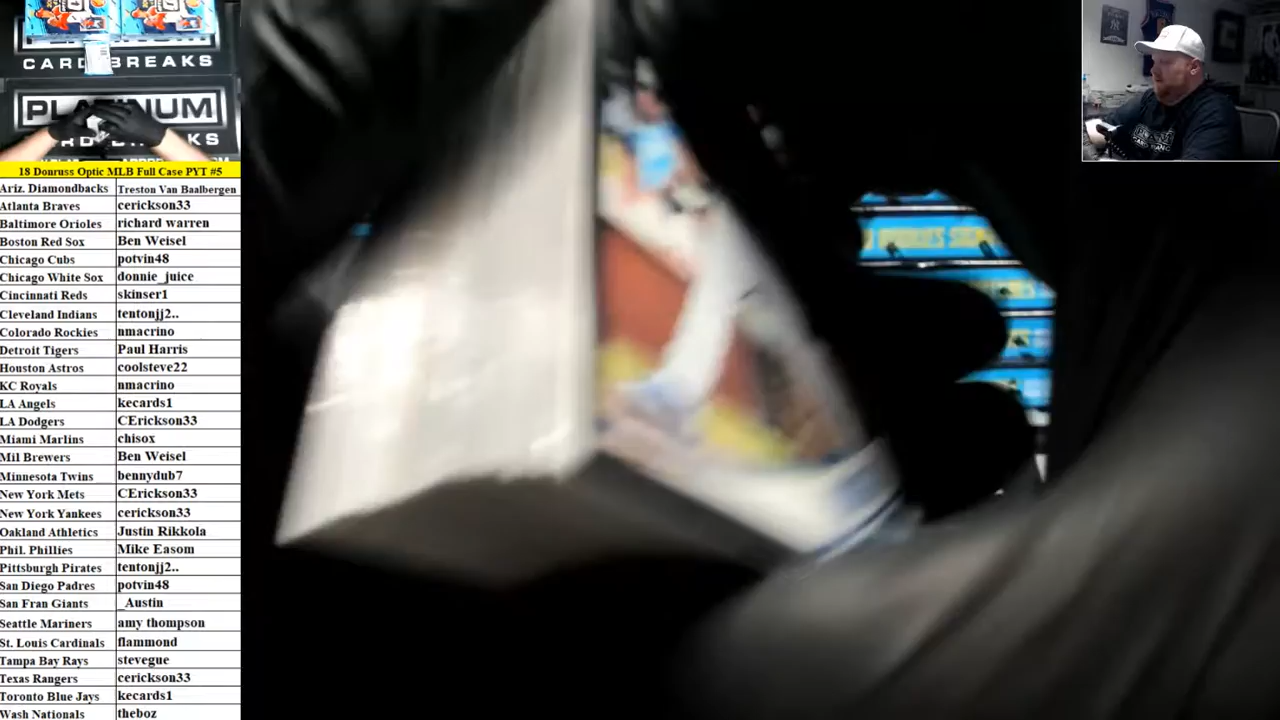 CARD BREAKS
PLATINUM
18 Donruss Optic MLB Full Case PYT #5
Ariz. Diamondbacks Treston Van Baalbergen
Atlanta Braves cerickson33
Baltimore Orioles richard warren
Boston Red Sox Ben Weisel
Chicago Cubs potvin48
Chicago White Sox donnie_juice
Cincinnati Reds skinser1
Cleveland Indians tentonjj2..
Colorado Rockies nmacrino
Detroit Tigers Paul Harris
Houston Astros coolsteve22
KC Royals nmacrino
LA Angels kecards1
LA Dodgers CErickson33
Miami Marlins chisox
Mil Brewers Ben Weisel
Minnesota Twins bennydub7
New York Mets CErickson33
New York Yankees cerickson33
Oakland Athletics Justin Rikkola
Phil. Phillies Mike Easom
Pittsburgh Pirates tentonjj2..
San Diego Padres potvin48
San Fran Giants _Austin
Seattle Mariners amy thompson
St. Louis Cardinals flammond
Tampa Bay Rays stevegue
Texas Rangers cerickson33
Toronto Blue Jays kecards1
Wash Nationals theboz